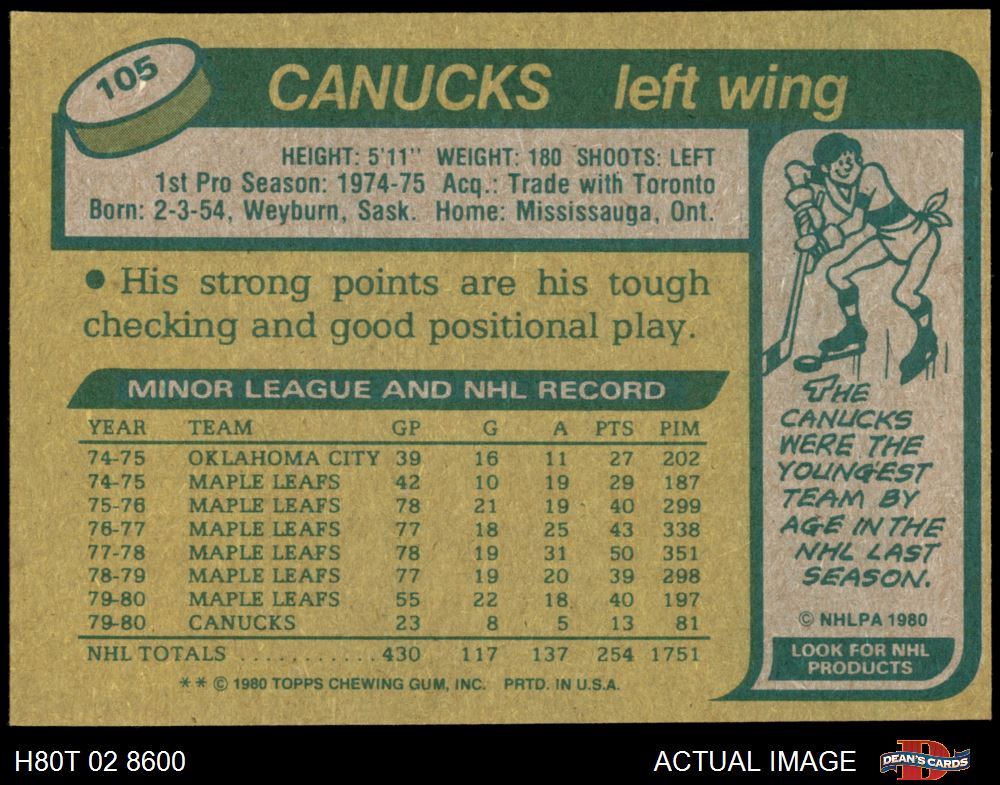 105
CANUCKS left wing
HEIGHT: 5'11" WEIGHT: 180 SHOOTS: LEFT
1st Pro Season: 1974-75 Acq.: Trade with Toronto
Born: 2-3-54, Weyburn, Sask. Home: Mississauga, Ont.
● His strong points are his tough
checking and good positional play.
MINOR LEAGUE AND NHL RECORD
YEAR TEAM GP G A PTS PIM
74-75 OKLAHOMA CITY 39 16 11 27 202
74-75 MAPLE LEAFS 42 10 19 29 187
75-76 MAPLE LEAFS 78 21 19 40 299
76-77 MAPLE LEAFS 77 18 25 43 338
77-78 MAPLE LEAFS 78 19 31 50 351
78-79 MAPLE LEAFS 77 19 20 39 298
79-80 MAPLE LEAFS 55 22 18 40 197
79-80 CANUCKS 23 8 5 13 81
NHL TOTALS ........... 430 117 137 254 1751
** © 1980 TOPPS CHEWING GUM, INC. PRTD. IN U.S.A.
THE
CANUCKS
WERE THE
YOUNGEST
TEAM BY
AGE IN THE
NHL LAST
SEASON.
© NHLPA 1980
LOOK FOR NHL
PRODUCTS
H80T 02 8600
ACTUAL IMAGE
D
DEAN'S CARDS